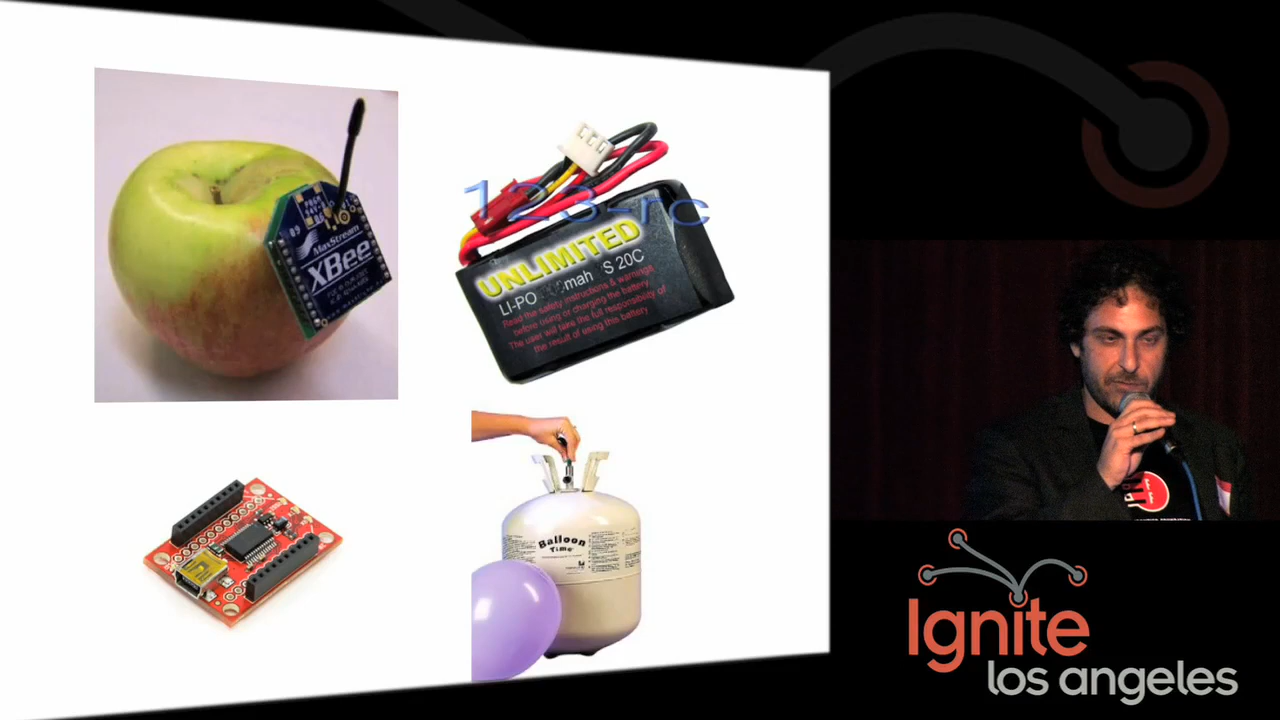 MaxStream
XBee
123-rc
UNLIMITED
LI-PO mah S 20C
Read the safety instructions & warnings
before using or charging the battery
The user will take the full responsibility of
the result of using this battery
Balloon
Time
Ignite
los angeles